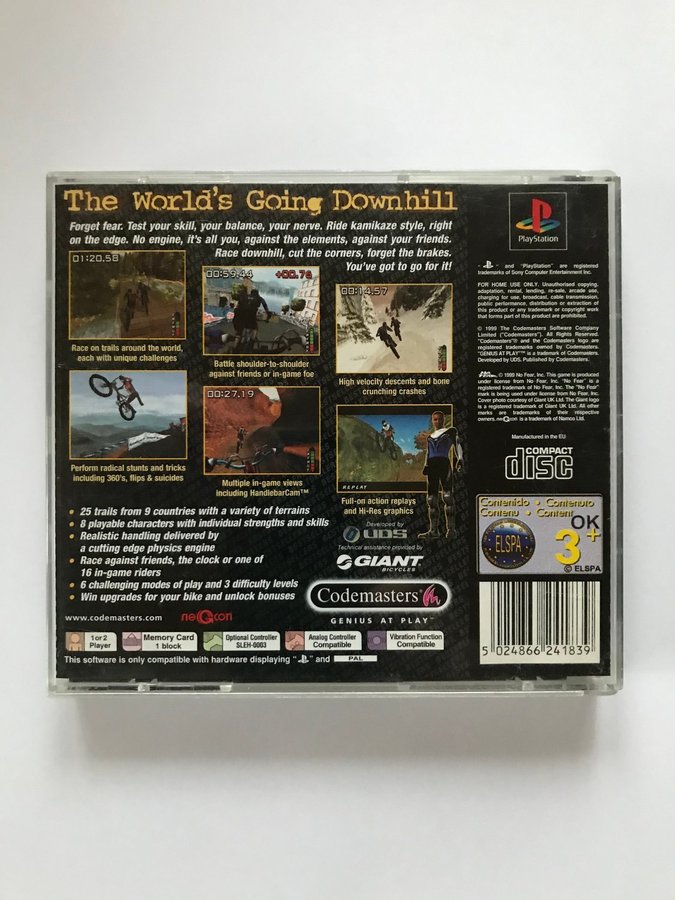 The World's Going Downhill
Forget fear. Test your skill, your balance, your nerve. Ride kamikaze style, right
on the edge. No engine, it's all you, against the elements, against your friends.
Race downhill, cut the corners, forget the brakes.
You've got to go for it!
01:20.58
Race on trails around the world,
each with unique challenges
00:59.44 +00.76
Battle shoulder-to-shoulder
against friends or in-game foe
00:14.57
High velocity descents and bone
crunching crashes
Perform radical stunts and tricks
including 360's, flips & suicides
00:27.19
Multiple in-game views
including HandlebarCam™
REPLAY
Full-on action replays
and Hi-Res graphics
• 25 trails from 9 countries with a variety of terrains
• 8 playable characters with individual strengths and skills
• Realistic handling delivered by
a cutting edge physics engine
• Race against friends, the clock or one of
16 in-game riders
• 6 challenging modes of play and 3 difficulty levels
• Win upgrades for your bike and unlock bonuses
Developed by
UDS
Technical assistance provided by
GIANT
BICYCLES
Codemasters
GENIUS AT PLAY™
www.codemasters.com
neGcon
1 or 2
Player
Memory Card
1 block
Optional Controller
SLEH-0003
Analog Controller
Compatible
Vibration Function
Compatible
This software is only compatible with hardware displaying " " and PAL
PlayStation
" " and "PlayStation" are registered
trademarks of Sony Computer Entertainment Inc.
FOR HOME USE ONLY. Unauthorised copying,
adaptation, rental, lending, re-sale, arcade use,
charging for use, broadcast, cable transmission,
public performance, distribution or extraction of
this product or any trademark or copyright work
that forms part of this product are prohibited.
© 1999 The Codemasters Software Company
Limited ("Codemasters"). All Rights Reserved.
"Codemasters"® and the Codemasters logo are
registered trademarks owned by Codemasters.
"GENIUS AT PLAY"™ is a trademark of Codemasters.
Developed by UDS. Published by Codemasters.
© 1999 No Fear, Inc. This game is produced
under license from No Fear, Inc. "No Fear" is a
registered trademark of No Fear, Inc. The "No Fear"
mark is being used under license from No Fear, Inc.
Cover photo courtesy of Giant UK Ltd. The Giant logo
is a registered trademark of Giant UK Ltd. All other
marks are trademarks of their respective
owners. neGcon is a trademark of Namco Ltd.
Manufactured in the EU
COMPACT
disc
Contenido • Contenuto
Contenu • Content
ELSPA
OK
3+
© ELSPA
5 024866 241839